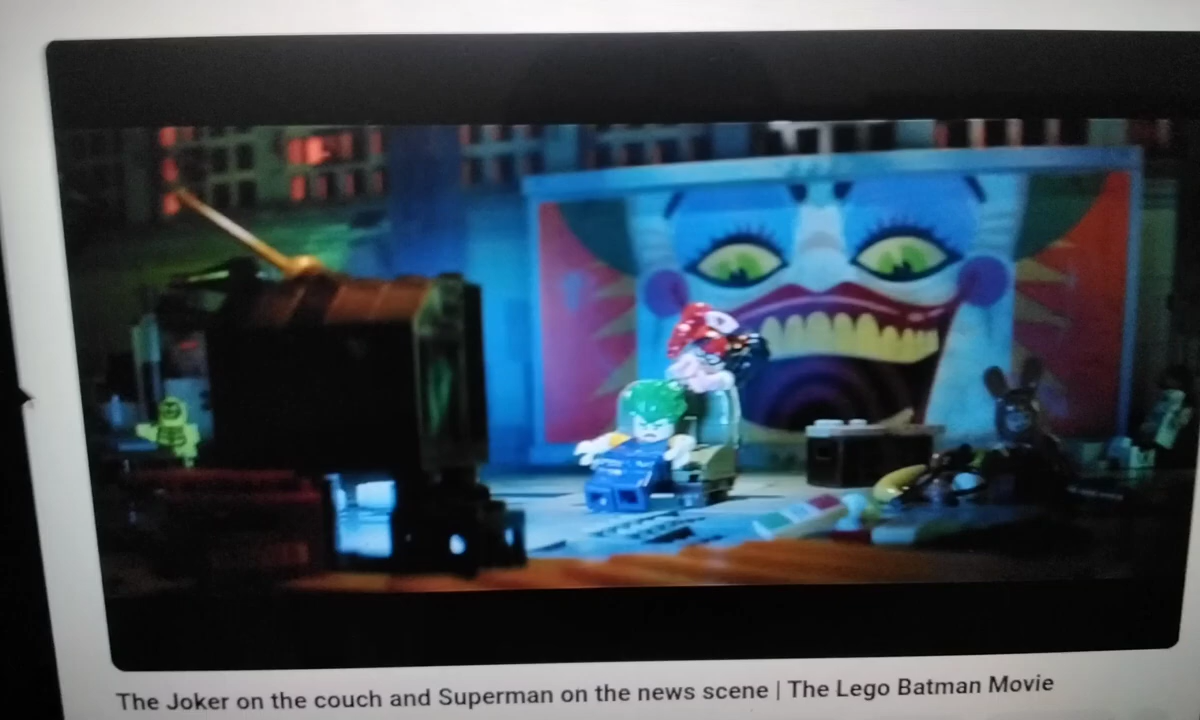 The Joker on the couch and Superman on the news scene | The Lego Batman Movie